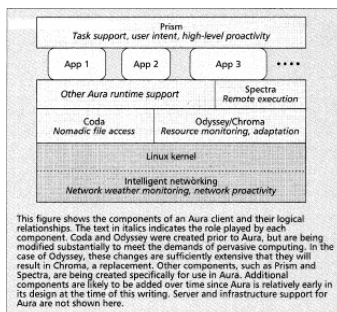 Prism
Task support, user intent, high-level proactivity
App 1 App 2 App 3 ••••
Other Aura runtime support
Spectra
Remote execution
Coda
Nomadic file access
Odyssey/Chroma
Resource monitoring, adaptation
Linux kernel
Intelligent networking
Network weather monitoring, network proactivity
This figure shows the components of an Aura client and their logical
relationships. The text in italics indicates the role played by each
component. Coda and Odyssey were created prior to Aura, but are being
modified substantially to meet the demands of pervasive computing. In the
case of Odyssey, these changes are sufficiently extensive that they will
result in Chroma, a replacement. Other components, such as Prism and
Spectra, are being created specifically for use in Aura. Additional
components are likely to be added over time since Aura is relatively early in
its design at the time of this writing. Server and infrastructure support for
Aura are not shown here.